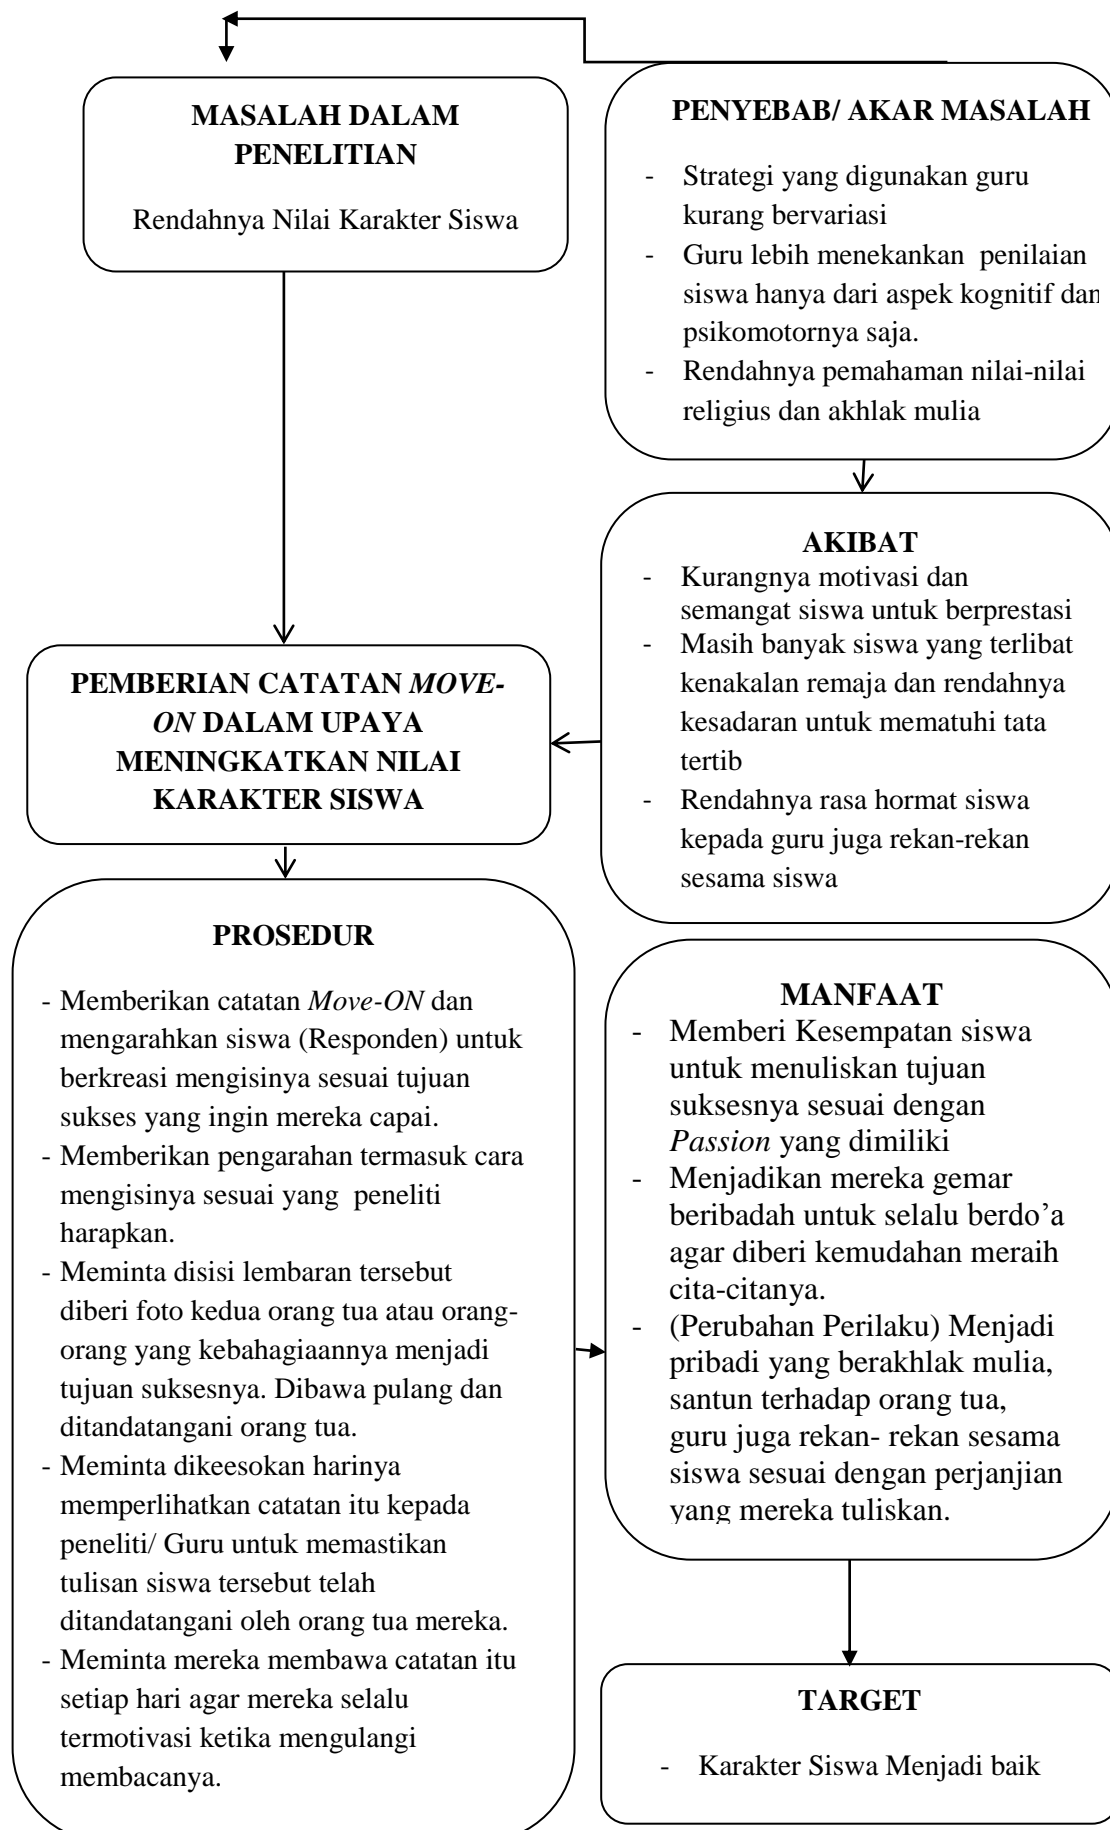 MASALAH DALAM
PENELITIAN
Rendahnya Nilai Karakter Siswa
PENYEBAB/ AKAR MASALAH
- Strategi yang digunakan guru
kurang bervariasi
- Guru lebih menekankan penilaian
siswa hanya dari aspek kognitif dan
psikomotornya saja.
- Rendahnya pemahaman nilai-nilai
religius dan akhlak mulia
AKIBAT
- Kurangnya motivasi dan
semangat siswa untuk berprestasi
- Masih banyak siswa yang terlibat
kenakalan remaja dan rendahnya
kesadaran untuk mematuhi tata
tertib
- Rendahnya rasa hormat siswa
kepada guru juga rekan-rekan
sesama siswa
PEMBERIAN CATATAN MOVE-
ON DALAM UPAYA
MENINGKATKAN NILAI
KARAKTER SISWA
PROSEDUR
- Memberikan catatan Move-ON dan
mengarahkan siswa (Responden) untuk
berkreasi mengisinya sesuai tujuan
sukses yang ingin mereka capai.
- Memberikan pengarahan termasuk cara
mengisinya sesuai yang peneliti
harapkan.
- Meminta disisi lembaran tersebut
diberi foto kedua orang tua atau orang-
orang yang kebahagiaannya menjadi
tujuan suksesnya. Dibawa pulang dan
ditandatangani orang tua.
- Meminta dikeesokan harinya
memperlihatkan catatan itu kepada
peneliti/ Guru untuk memastikan
tulisan siswa tersebut telah
ditandatangani oleh orang tua mereka.
- Meminta mereka membawa catatan itu
setiap hari agar mereka selalu
termotivasi ketika mengulangi
membacanya.
MANFAAT
- Memberi Kesempatan siswa
untuk menuliskan tujuan
suksesnya sesuai dengan
Passion yang dimiliki
- Menjadikan mereka gemar
beribadah untuk selalu berdo’a
agar diberi kemudahan meraih
cita-citanya.
- (Perubahan Perilaku) Menjadi
pribadi yang berakhlak mulia,
santun terhadap orang tua,
guru juga rekan- rekan sesama
siswa sesuai dengan perjanjian
yang mereka tuliskan.
TARGET
- Karakter Siswa Menjadi baik